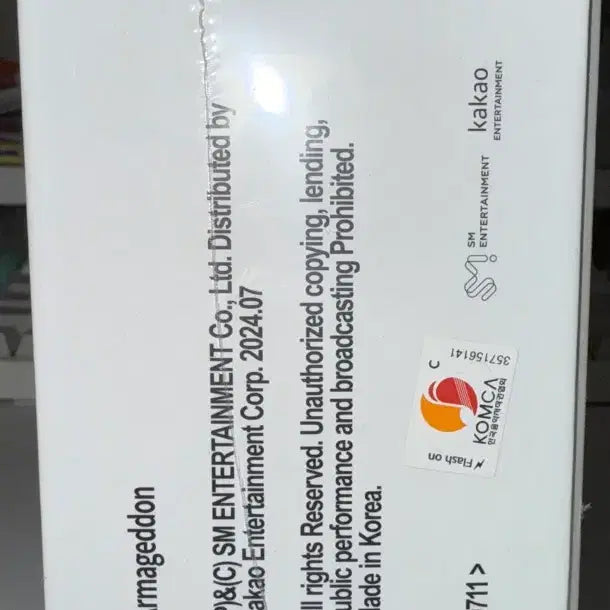 Armageddon
P)&(C) SM ENTERTAINMENT Co., Ltd. Distributed by
akao Entertainment Corp. 2024.07
ll rights Reserved. Unauthorized copying, lending,
ublic performance and broadcasting Prohibited.
ade in Korea.
711 >
Flash on
KOMCA
한국음악저작권협회
C
357156141
SM
ENTERTAINMENT
kakao
ENTERTAINMENT